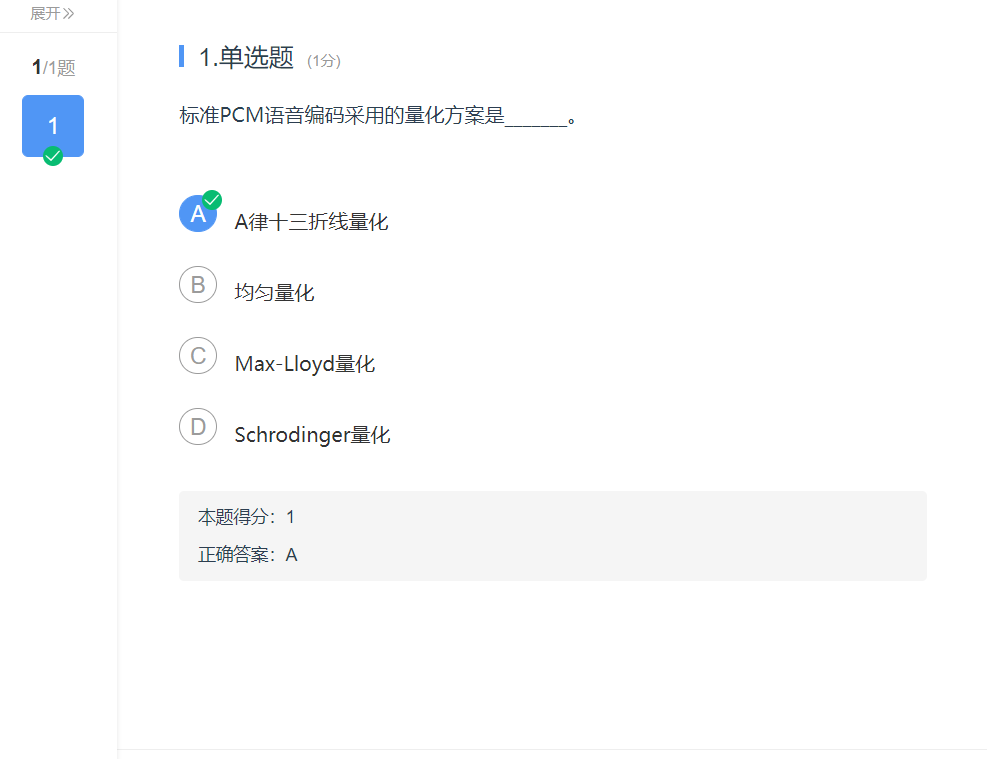 展开
1/1题
1
1.单选题 (1分)
标准PCM语音编码采用的量化方案是______。
A A律十三折线量化
B 均匀量化
C Max-Lloyd量化
D Schrodinger量化
本题得分：1
正确答案：A